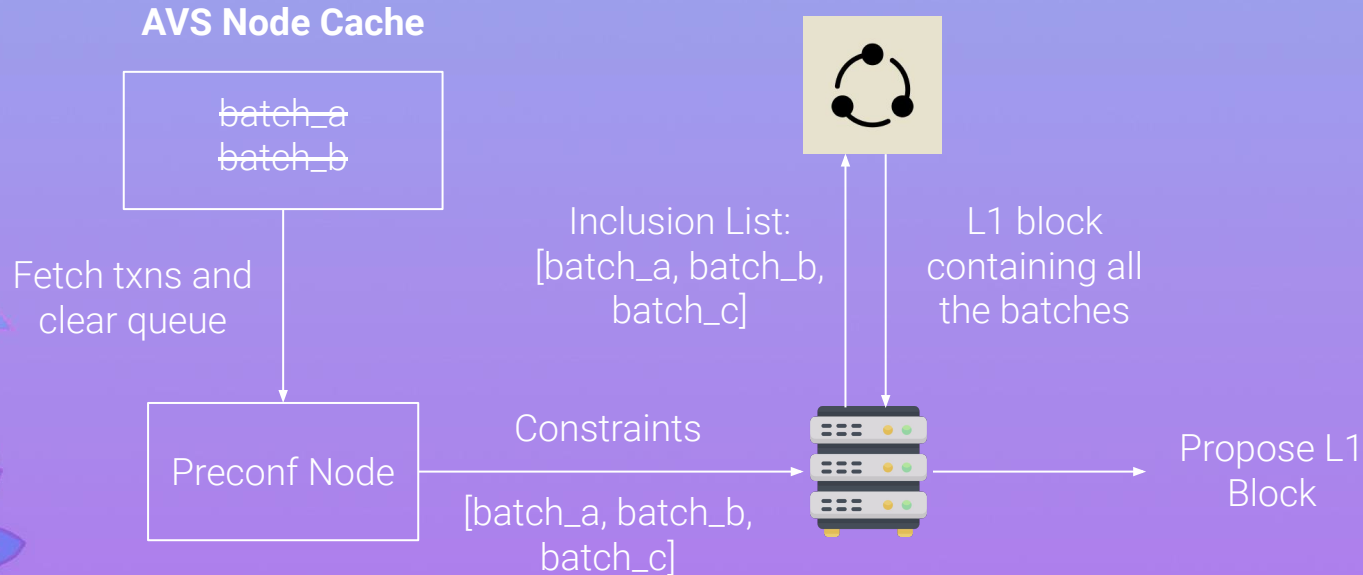 AVS Node Cache
batch_a
batch_b
Fetch txns and
clear queue
Preconf Node
Constraints
[batch_a, batch_b,
batch_c]
Inclusion List:
[batch_a, batch_b,
batch_c]
L1 block
containing all
the batches
Propose L1
Block